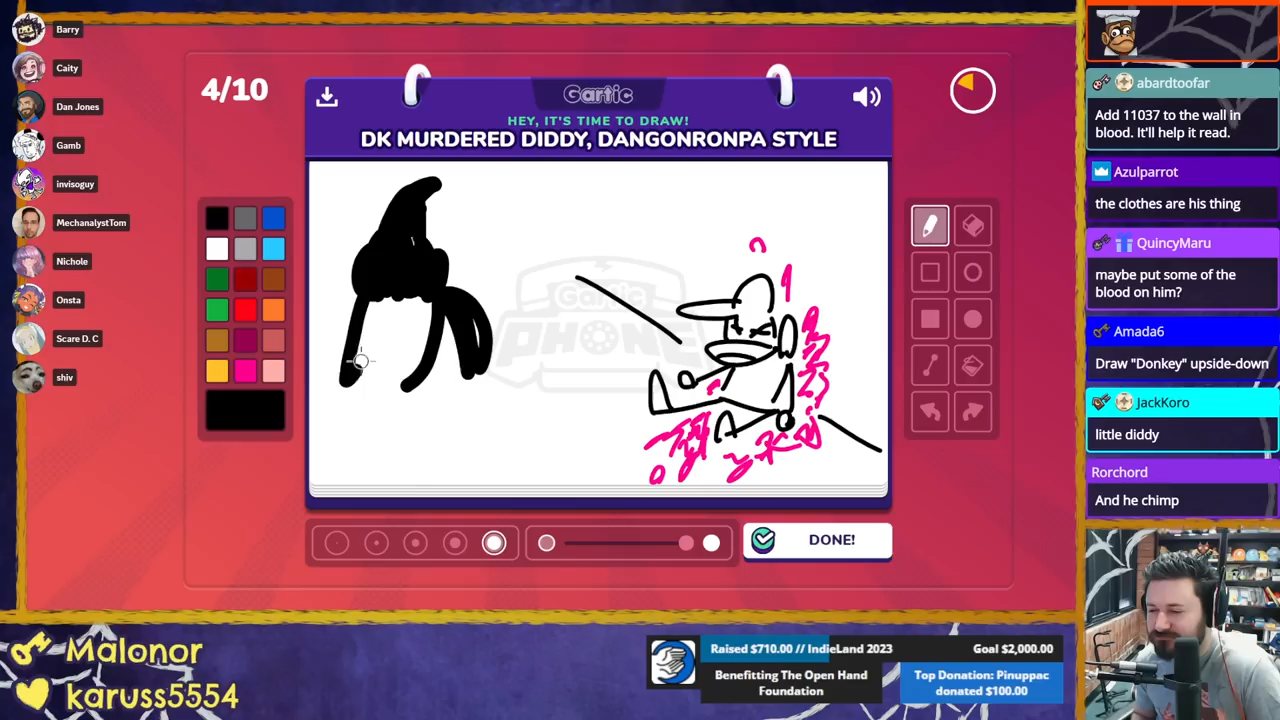 Barry
Caity
Dan Jones
Gamb
invisoguy
MechanalystTom
Nichole
Onsta
Scare D. C
shiv
4/10
Gartic
HEY, IT'S TIME TO DRAW!
DK MURDERED DIDDY, DANGONRONPA STYLE
Gartic
PHONE
DONE!
abardtoofar
Add 11037 to the wall in
blood. It'll help it read.
Azulparrot
the clothes are his thing
QuincyMaru
maybe put some of the
blood on him?
Amada6
Draw "Donkey" upside-down
JackKoro
little diddy
Rorchord
And he chimp
Malonor
karuss5554
Raised $710.00 // IndieLand 2023
Goal $2,000.00
Benefitting The Open Hand
Foundation
Top Donation: Pinuppac
donated $100.00